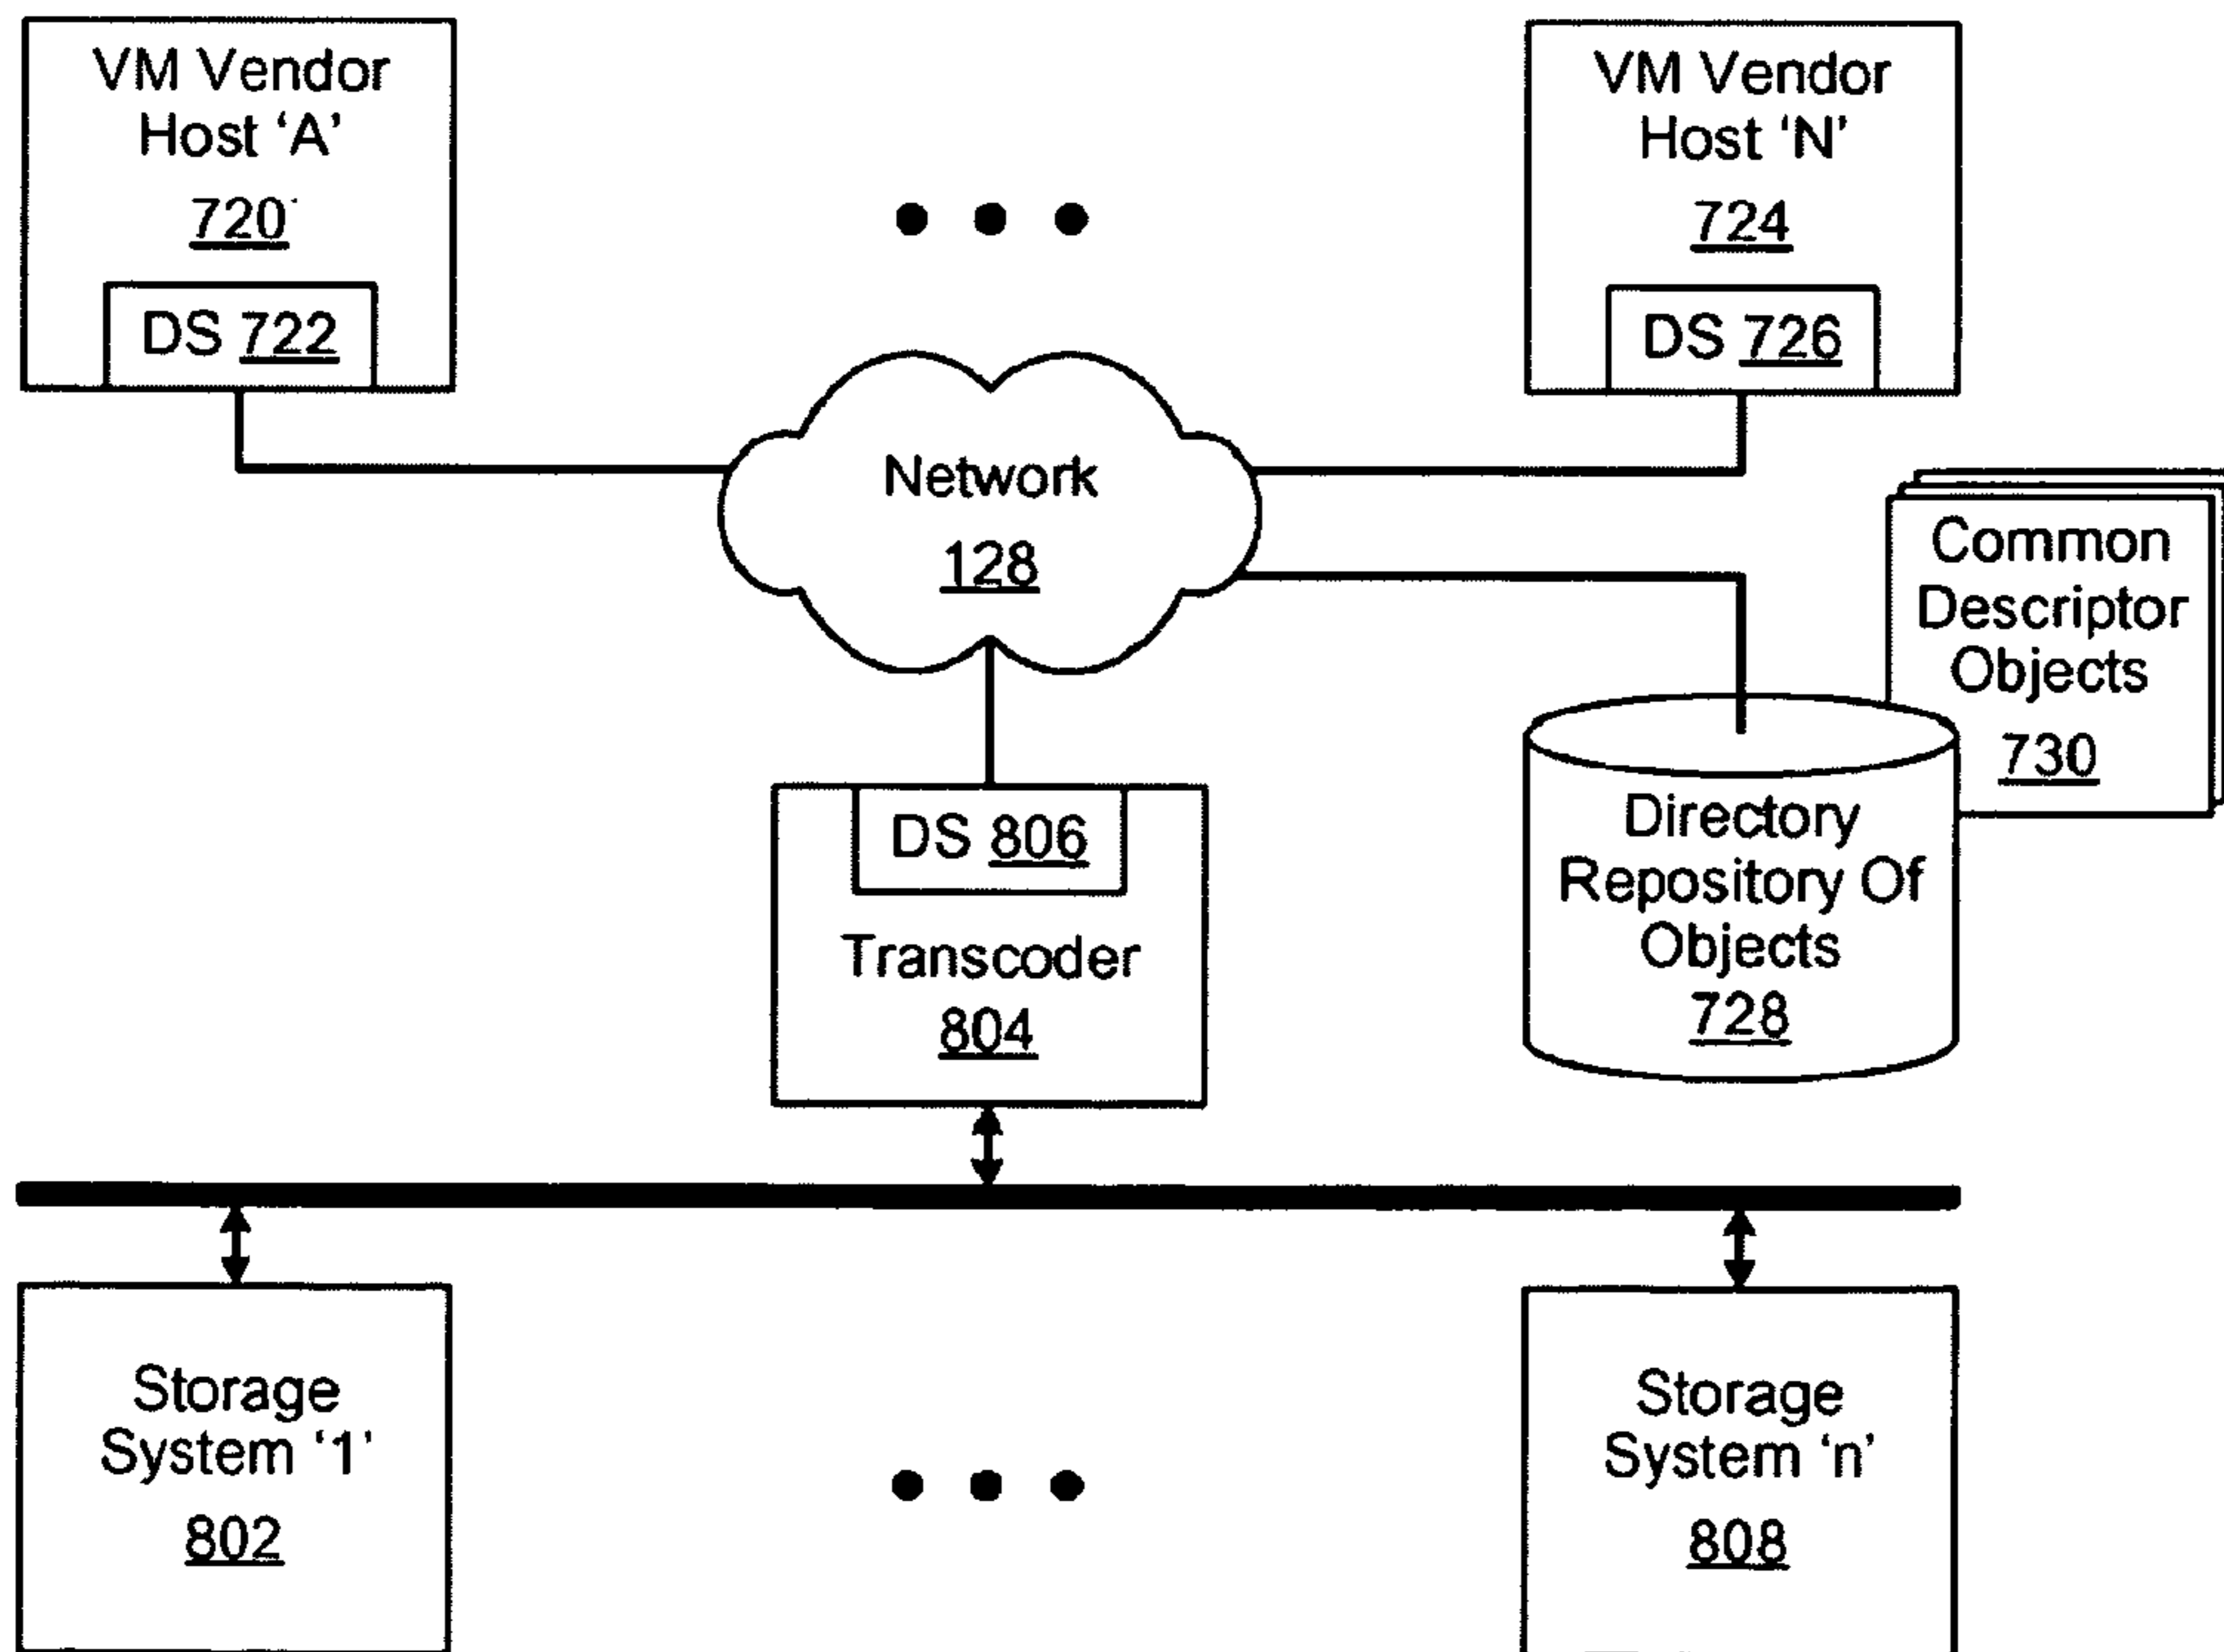 VM Vendor
Host ‘A’
720
DS 722
VM Vendor
Host ‘N’
724
DS 726
Network
128
Common
Descriptor
Objects
730
DS 806
Transcoder
804
Directory
Repository Of
Objects
728
Storage
System ‘1’
802
Storage
System ‘n’
808